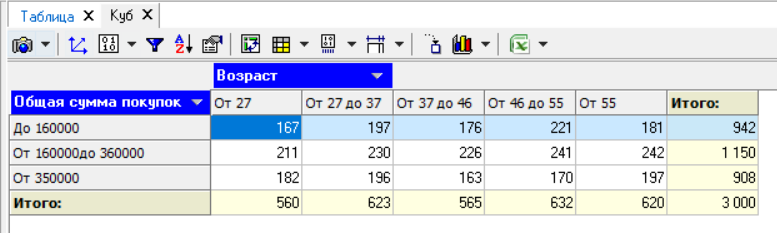 Таблица X Куб X
Возраст
Общая сумма покупок От 27 От 27 до 37 От 37 до 46 От 46 до 55 От 55 Итого:
До 160000 167 197 176 221 181 942
От 160000до 360000 211 230 226 241 242 1 150
От 350000 182 196 163 170 197 908
Итого: 560 623 565 632 620 3 000